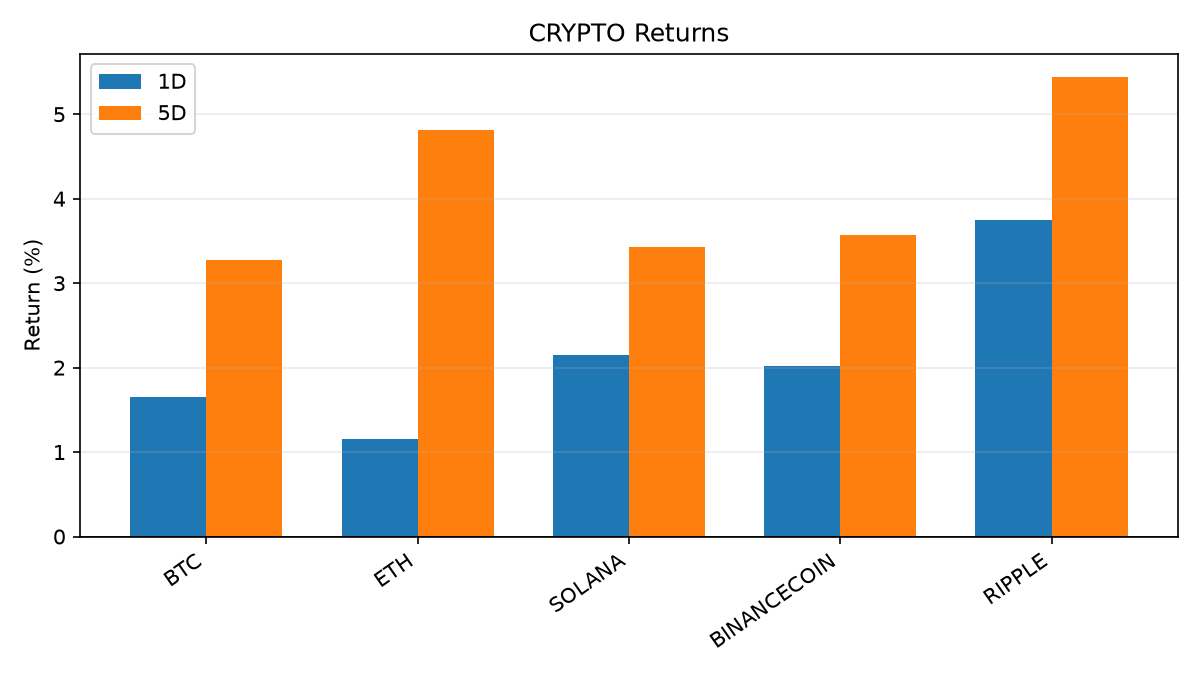 CRYPTO Returns
1D
5D
Return (%)
5
4
3
2
1
0
BTC
ETH
SOLANA
BINANCECOIN
RIPPLE